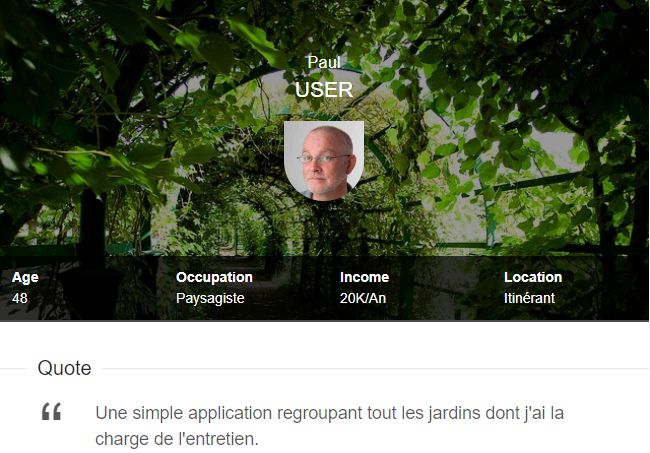 Paul
USER
Age
48
Occupation
Paysagiste
Income
20K/An
Location
Itinérant
Quote
“ Une simple application regroupant tout les jardins dont j'ai la
charge de l'entretien.